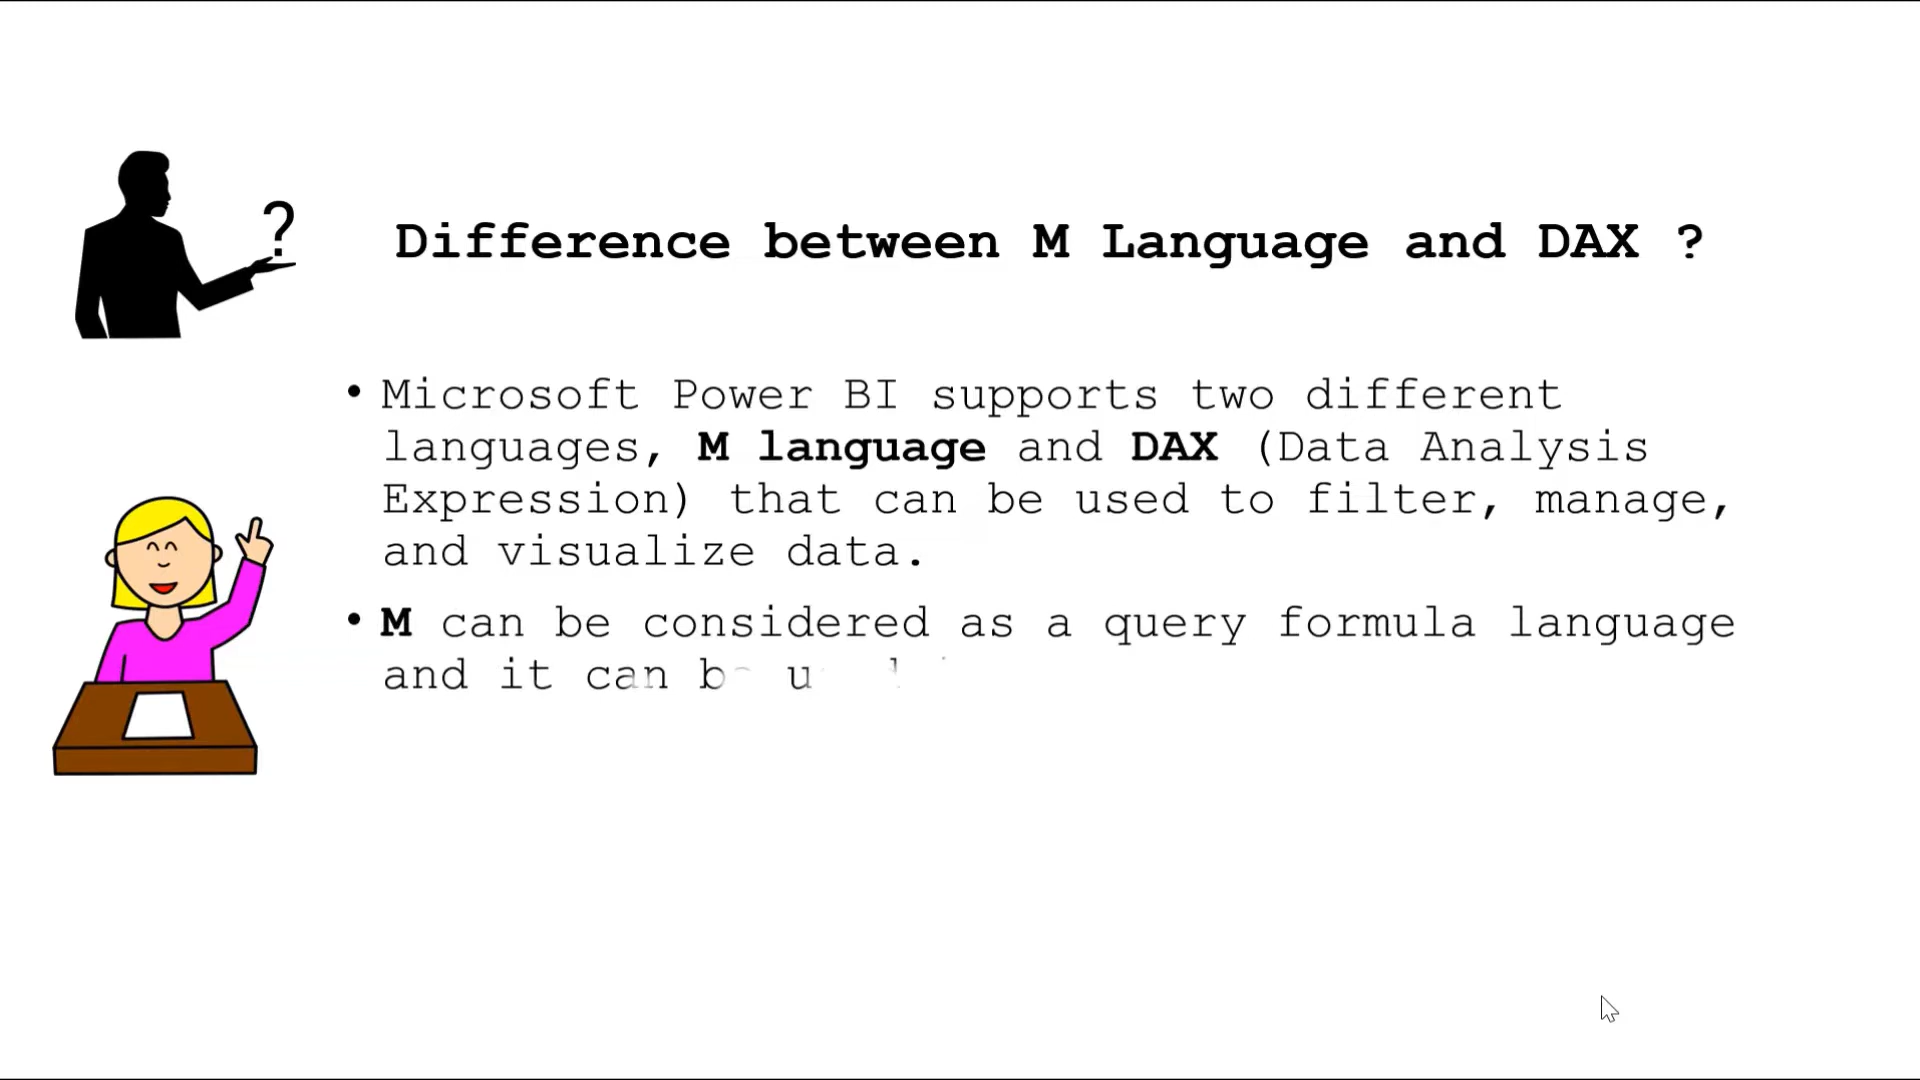 ?
Difference between M Language and DAX ?
• Microsoft Power BI supports two different
languages, M language and DAX (Data Analysis
Expression) that can be used to filter, manage,
and visualize data.
• M can be considered as a query formula language
and it can